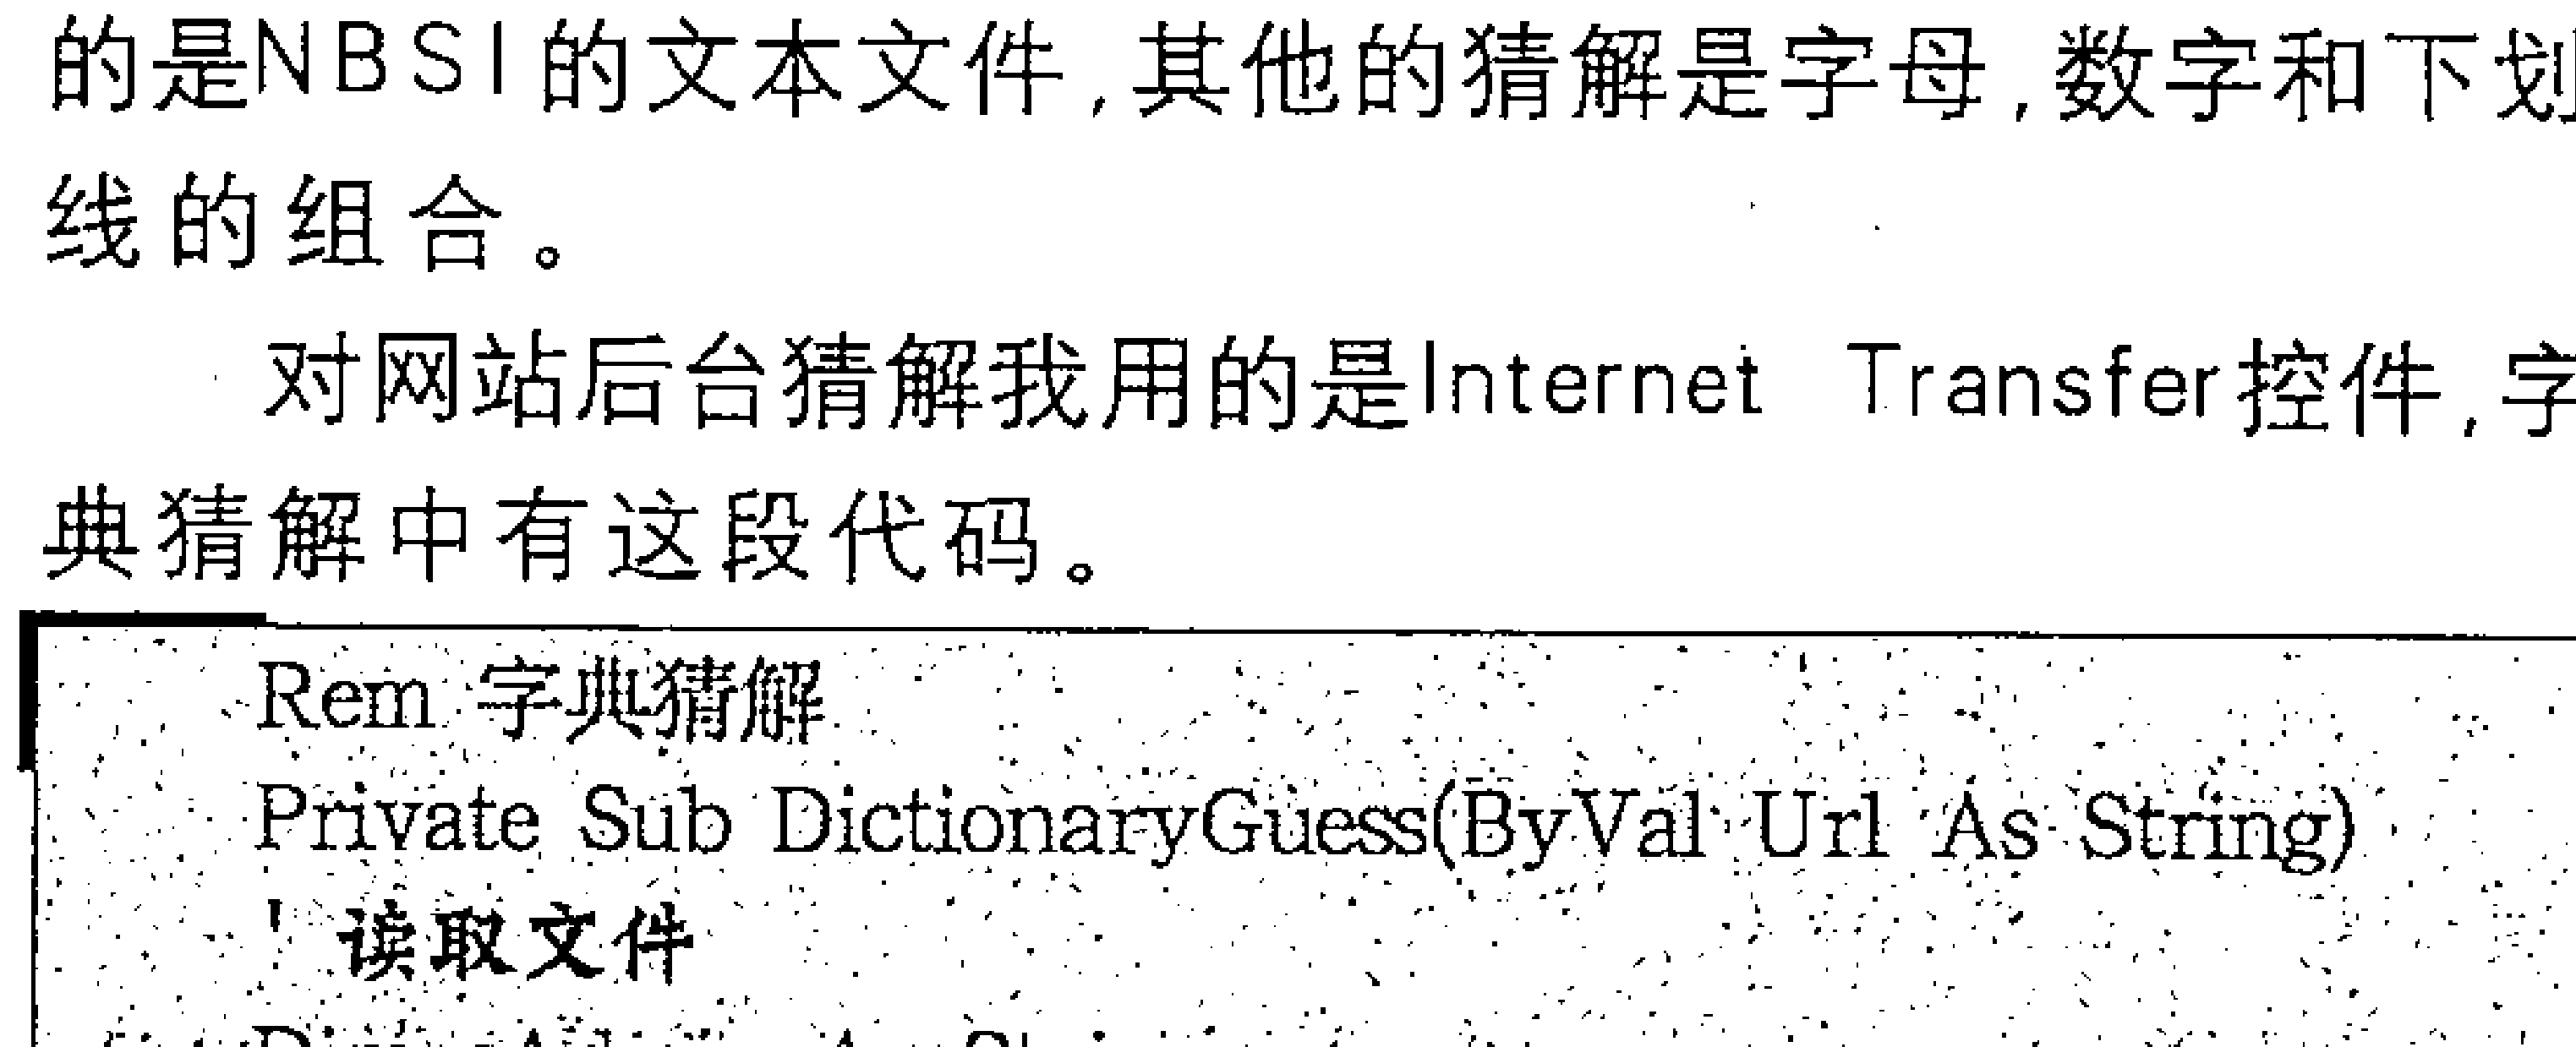 的是NBSI的文本文件,其他的猜解是字母,数字和下划
线的组合。
对网站后台猜解我用的是Internet Transfer控件,字
典猜解中有这段代码。
Rem 字典猜解
Private Sub DictionaryGuess(ByVal Url As String)
' 读取文件